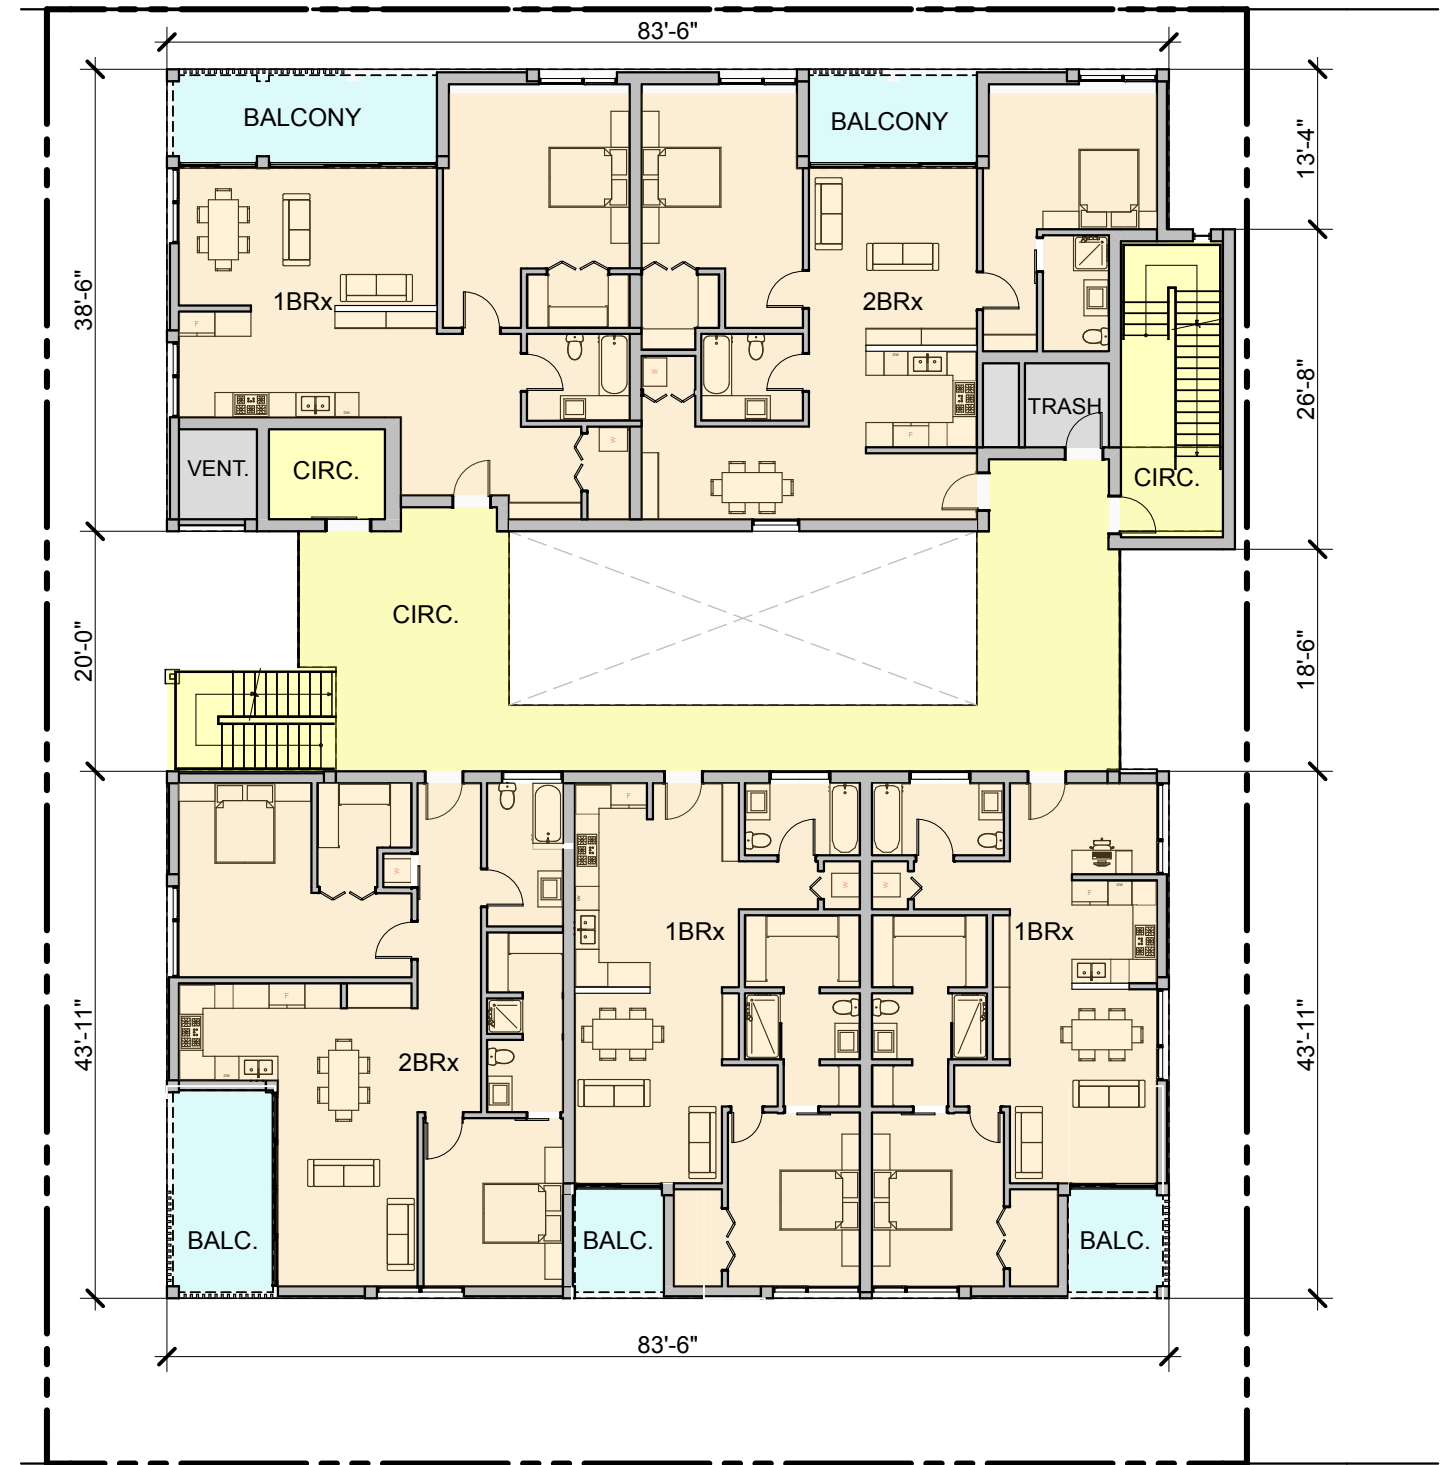 83'-6"
BALCONY
BALCONY
13'-4"
38'-6"
1BRx
2BRx
F
W
26'-8"
TRASH
F
VENT.
CIRC.
W
CIRC.
CIRC.
20'-0"
18'-6"
F
F
W
W
W
F
1BRx
1BRx
F
43'-11"
2BRx
43'-11"
BALC.
BALC.
BALC.
83'-6"